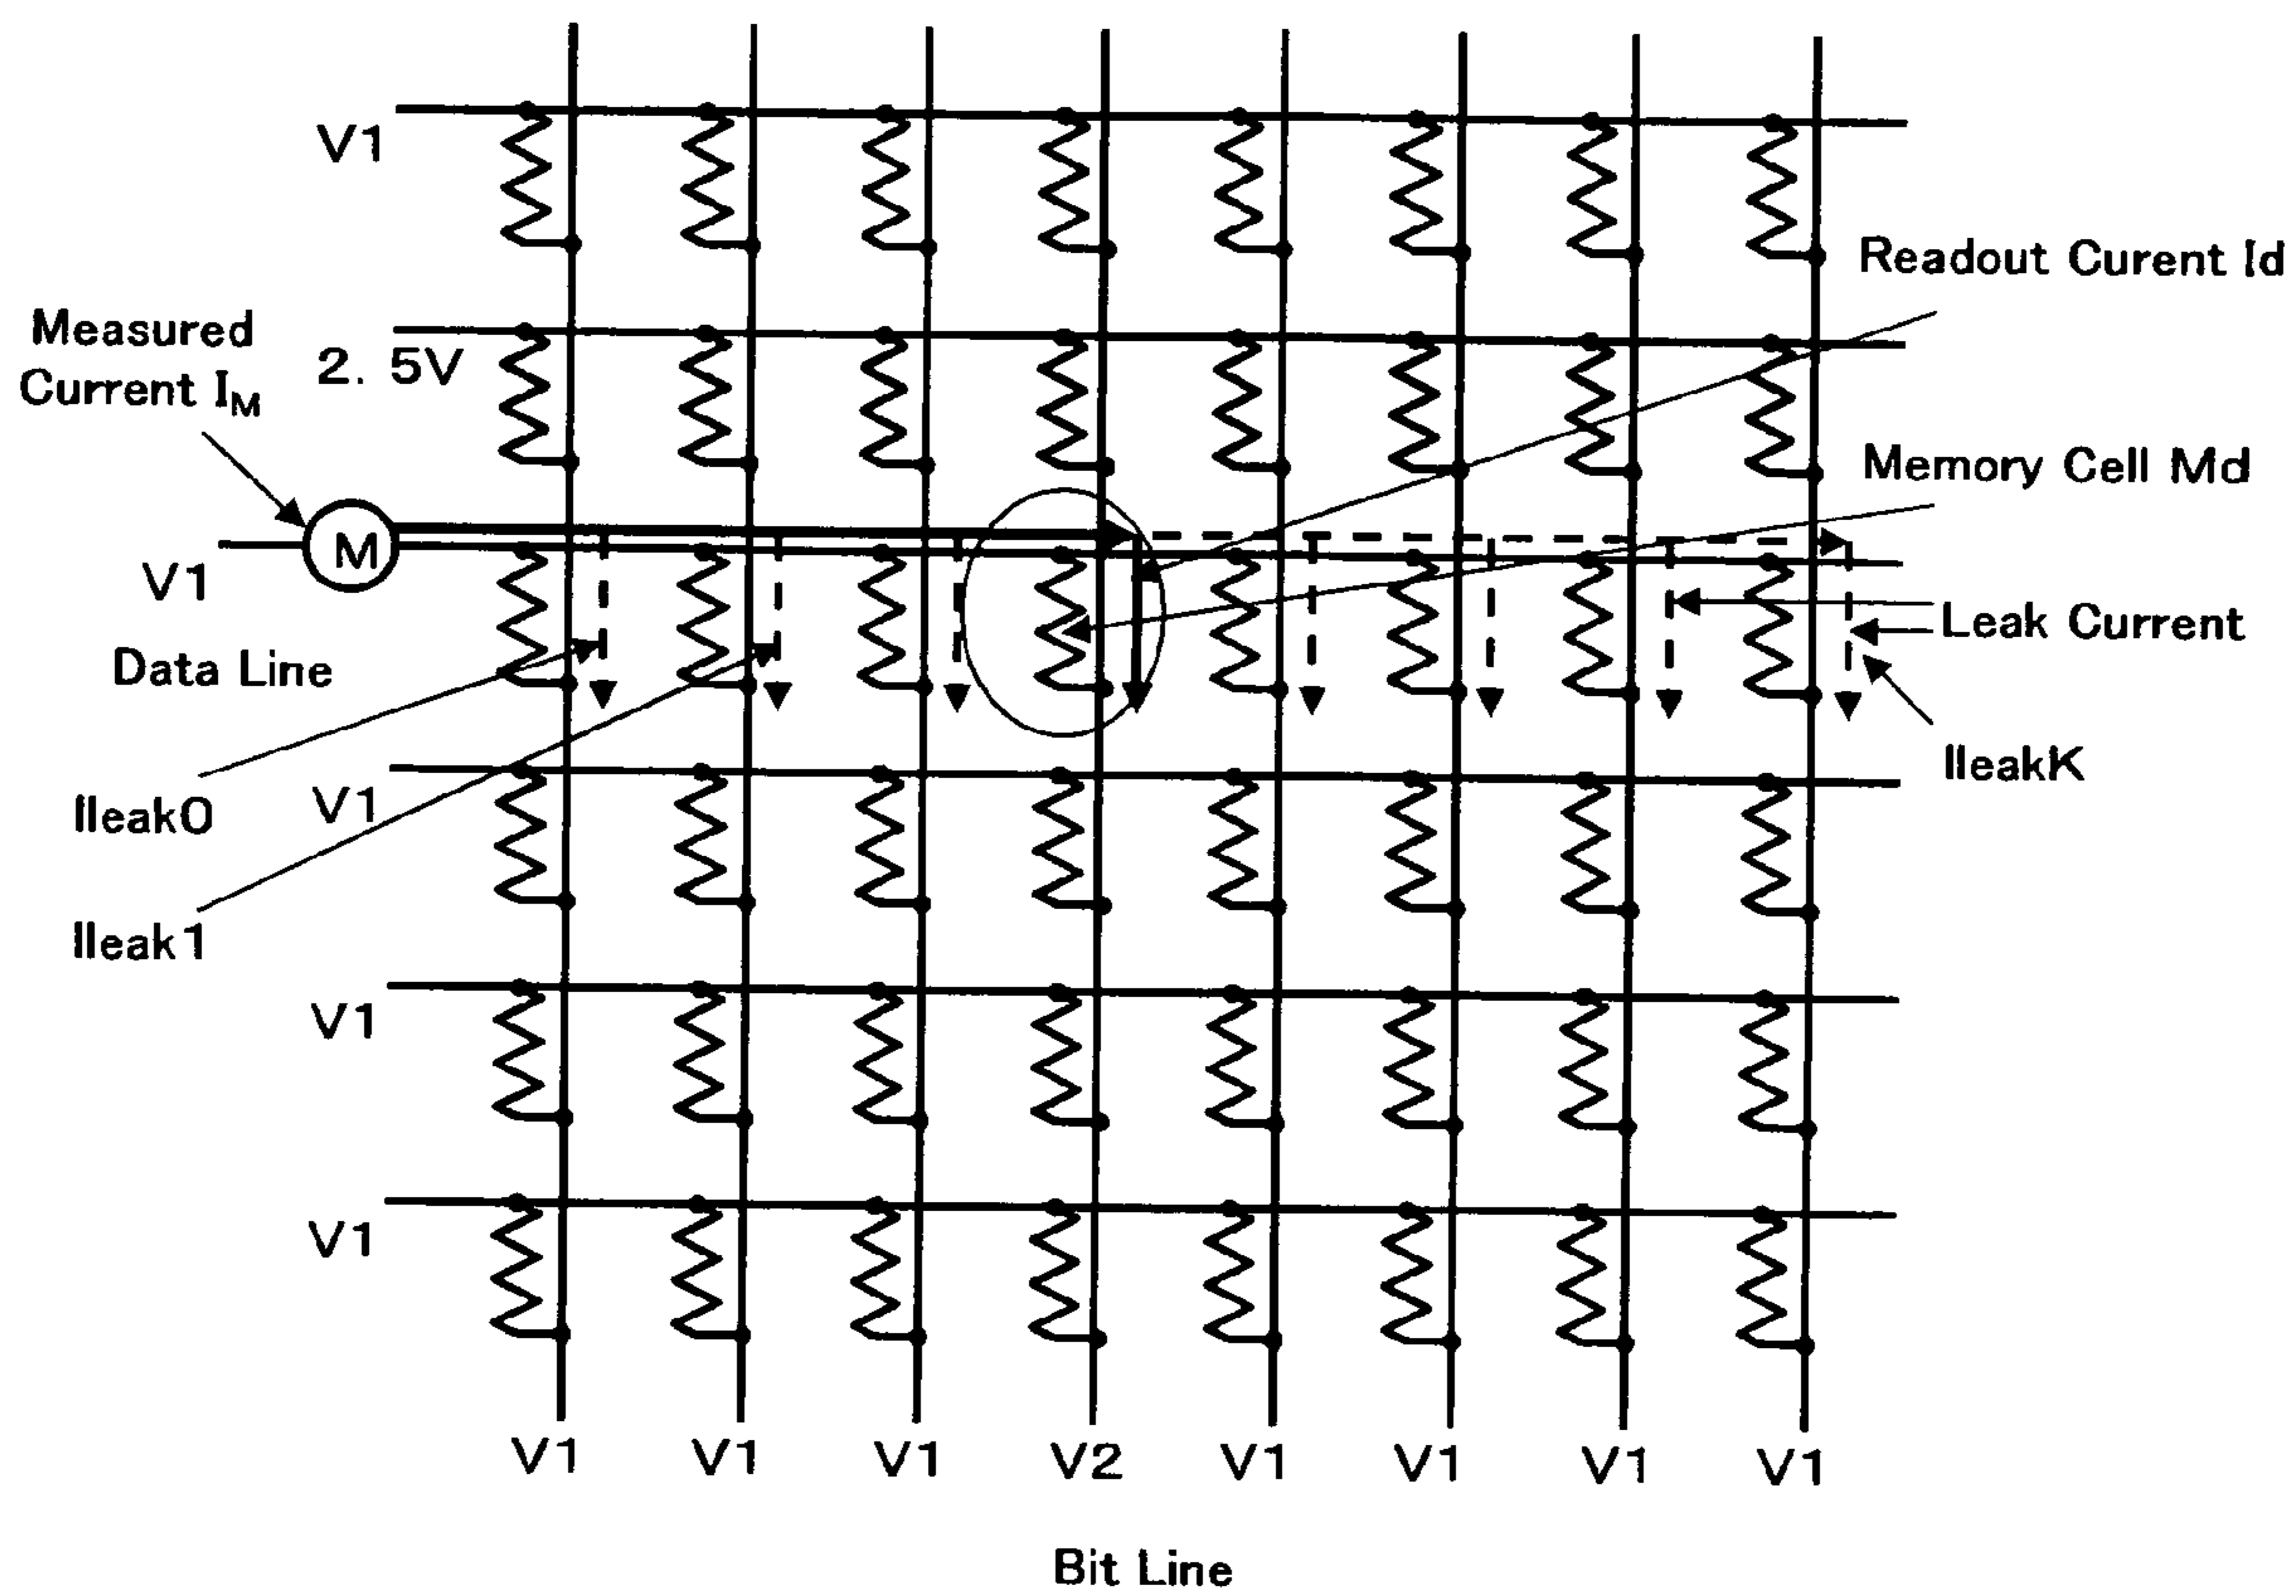 V1
Readout Curent Id
Measured
Current IM
2. 5V
Memory Cell Md
M
V1
Data Line
Leak Current
IleakK
Ileak0
V1
Ileak1
V1
V1
V1 V1 V1 V2 V1 V1 V1 V1
Bit Line